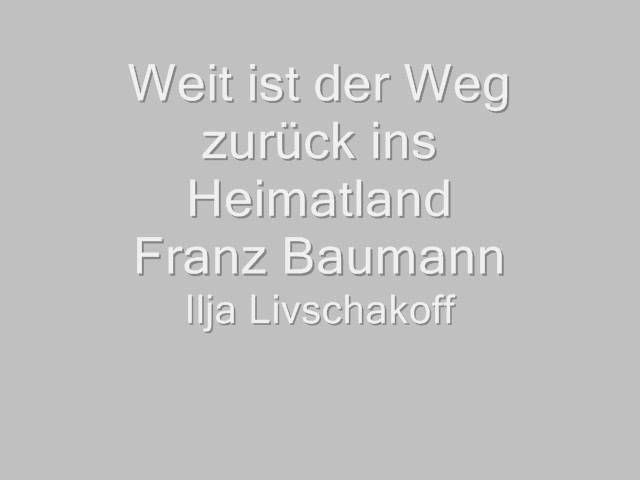 Weit ist der Weg
zurück ins
Heimatland
Franz Baumann
Ilja Livschakoff